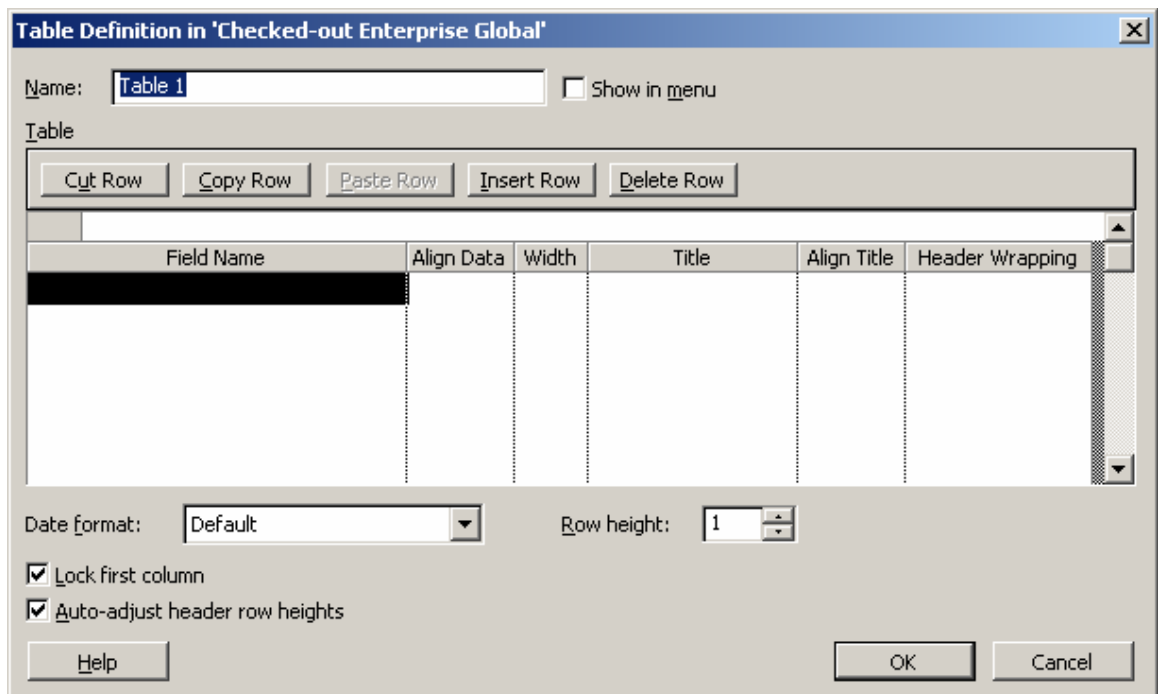 Table Definition in 'Checked-out Enterprise Global'
Name: Table 1 Show in menu
Table
Cut Row Copy Row Paste Row Insert Row Delete Row
Field Name Align Data Width Title Align Title Header Wrapping
Date format: Default Row height: 1
Lock first column
Auto-adjust header row heights
Help OK Cancel